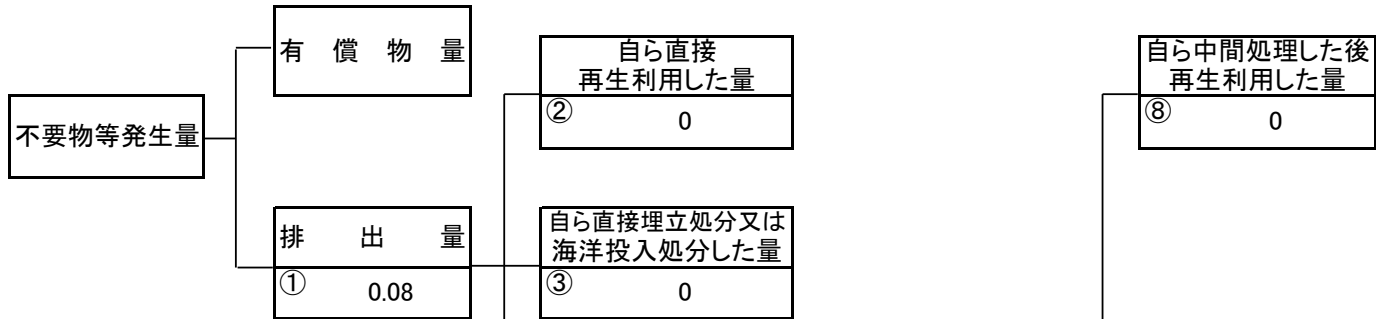 有償物量
自ら直接
再生利用した量
②
0
自ら中間処理した後
再生利用した量
⑧
0
不要物等発生量
排出量
①
0.08
自ら直接埋立処分又は
海洋投入処分した量
③
0